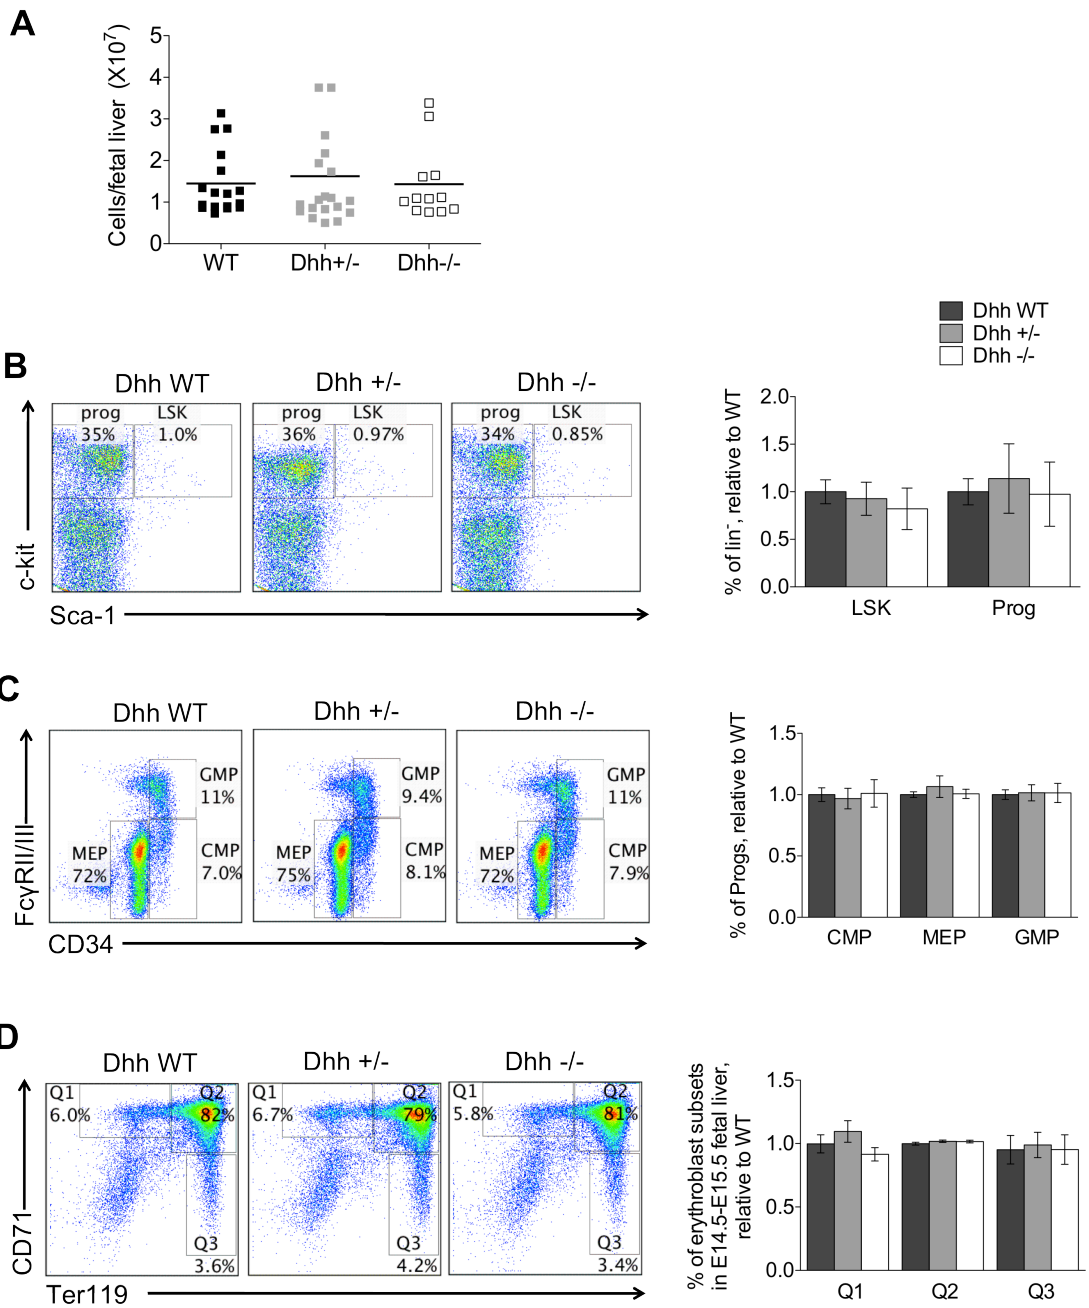 A
Cells/fetal liver (X10⁷)
5
4
3
2
1
0
WT Dhh+/- Dhh-/-
Dhh WT
Dhh +/-
Dhh -/-
B
Dhh WT Dhh +/- Dhh -/-
prog LSK prog LSK prog LSK
35% 1.0% 36% 0.97% 34% 0.85%
c-kit
Sca-1
% of lin⁻, relative to WT
2.0
1.5
1.0
0.5
0.0
LSK Prog
C
Dhh WT Dhh +/- Dhh -/-
GMP GMP GMP
11% 9.4% 11%
MEP CMP MEP CMP MEP CMP
72% 7.0% 75% 8.1% 72% 7.9%
FcγRII/III
CD34
% of Progs, relative to WT
1.5
1.0
0.5
0.0
CMP MEP GMP
D
Dhh WT Dhh +/- Dhh -/-
Q1 Q2 Q1 Q2 Q1 Q2
6.0% 82% 6.7% 79% 5.8% 81%
Q3 Q3 Q3
3.6% 4.2% 3.4%
CD71
Ter119
% of erythroblast subsets
in E14.5-E15.5 fetal liver,
relative to WT
1.5
1.0
0.5
0.0
Q1 Q2 Q3